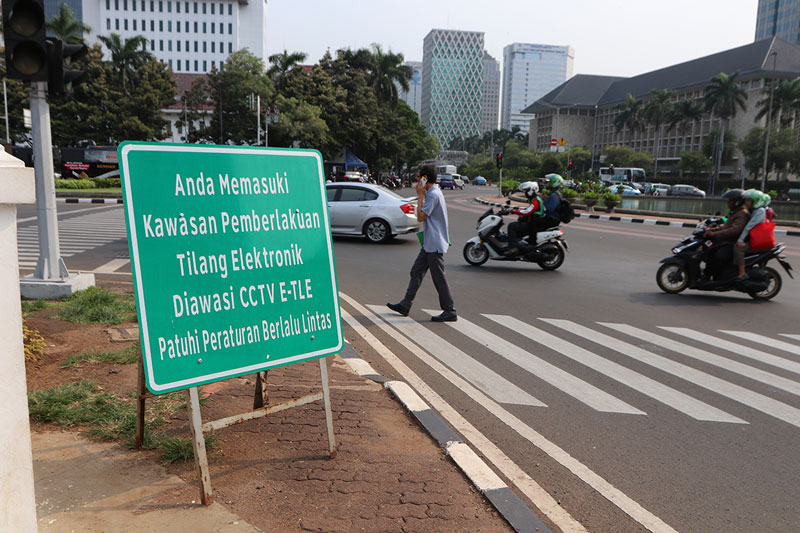 Anda Memasuki
Kawasan Pemberlakuan
Tilang Elektronik
Diawasi CCTV E-TLE
Patuhi Peraturan Berlalu Lintas